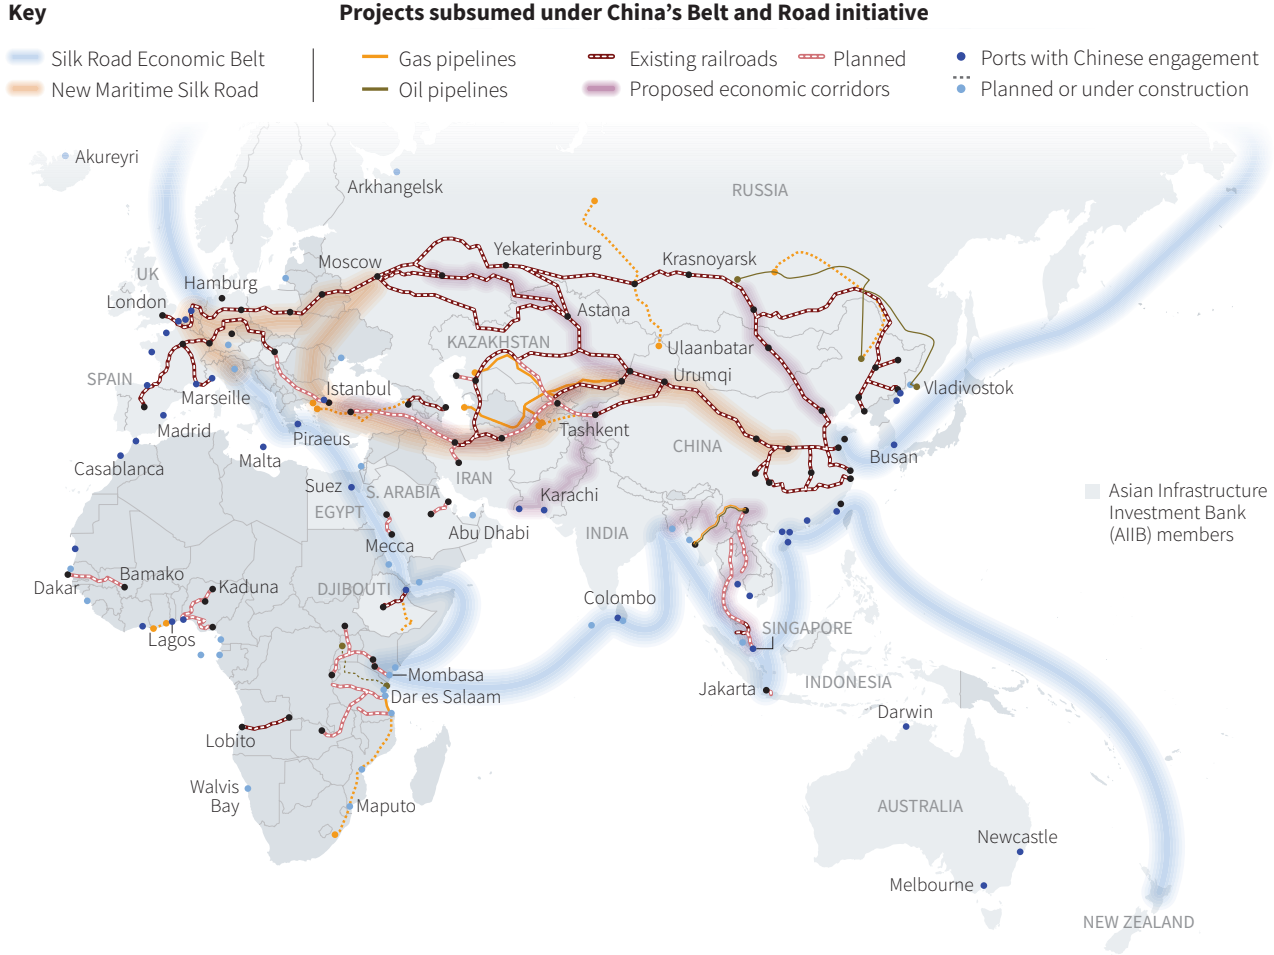 Key
Projects subsumed under China’s Belt and Road initiative
Silk Road Economic Belt
New Maritime Silk Road
Gas pipelines
Oil pipelines
Existing railroads
Planned
Proposed economic corridors
Ports with Chinese engagement
Planned or under construction
Akureyri
Arkhangelsk
RUSSIA
Yekaterinburg
Krasnoyarsk
Moscow
UK
Hamburg
London
Astana
KAZAKHSTAN
Ulaanbatar
Urumqi
SPAIN
Istanbul
Marseille
Vladivostok
Madrid
Piraeus
Tashkent
CHINA
Busan
Casablanca
Malta
IRAN
Suez
S. ARABIA
Karachi
EGYPT
Abu Dhabi
INDIA
Mecca
Asian Infrastructure
Investment Bank
(AIIB) members
Bamako
Dakar
Kaduna
DJIBOUTI
Colombo
Lagos
SINGAPORE
Mombasa
Dar es Salaam
Jakarta
INDONESIA
Darwin
Lobito
Walvis
Bay
Maputo
AUSTRALIA
Newcastle
Melbourne
NEW ZEALAND